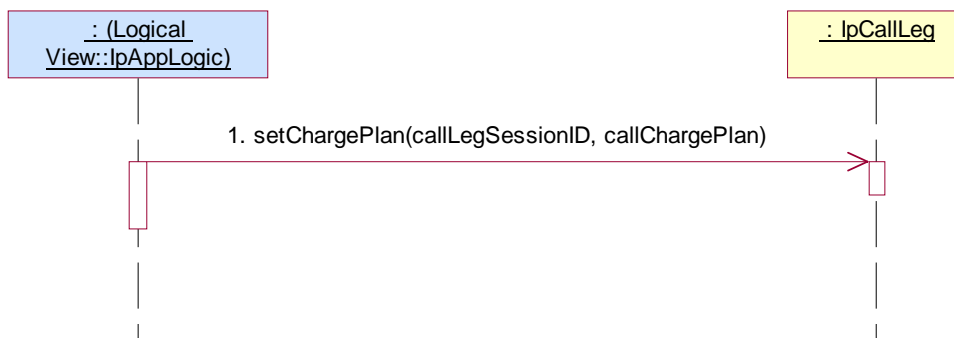 : (Logical
View::IpAppLogic)
: IpCallLeg
1. setChargePlan(callLegSessionID, callChargePlan)